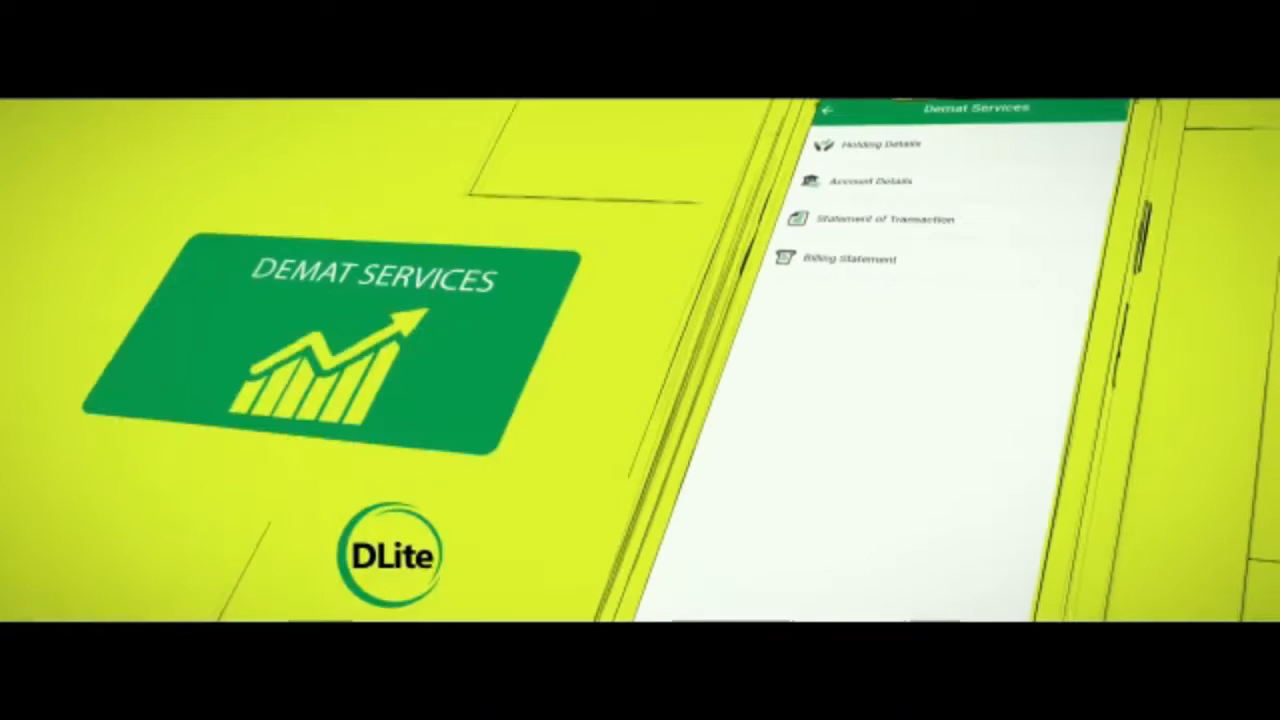 DEMAT SERVICES
DLite
Demat Services
Holding Details
Account Details
Statement of Transaction
Billing Statement